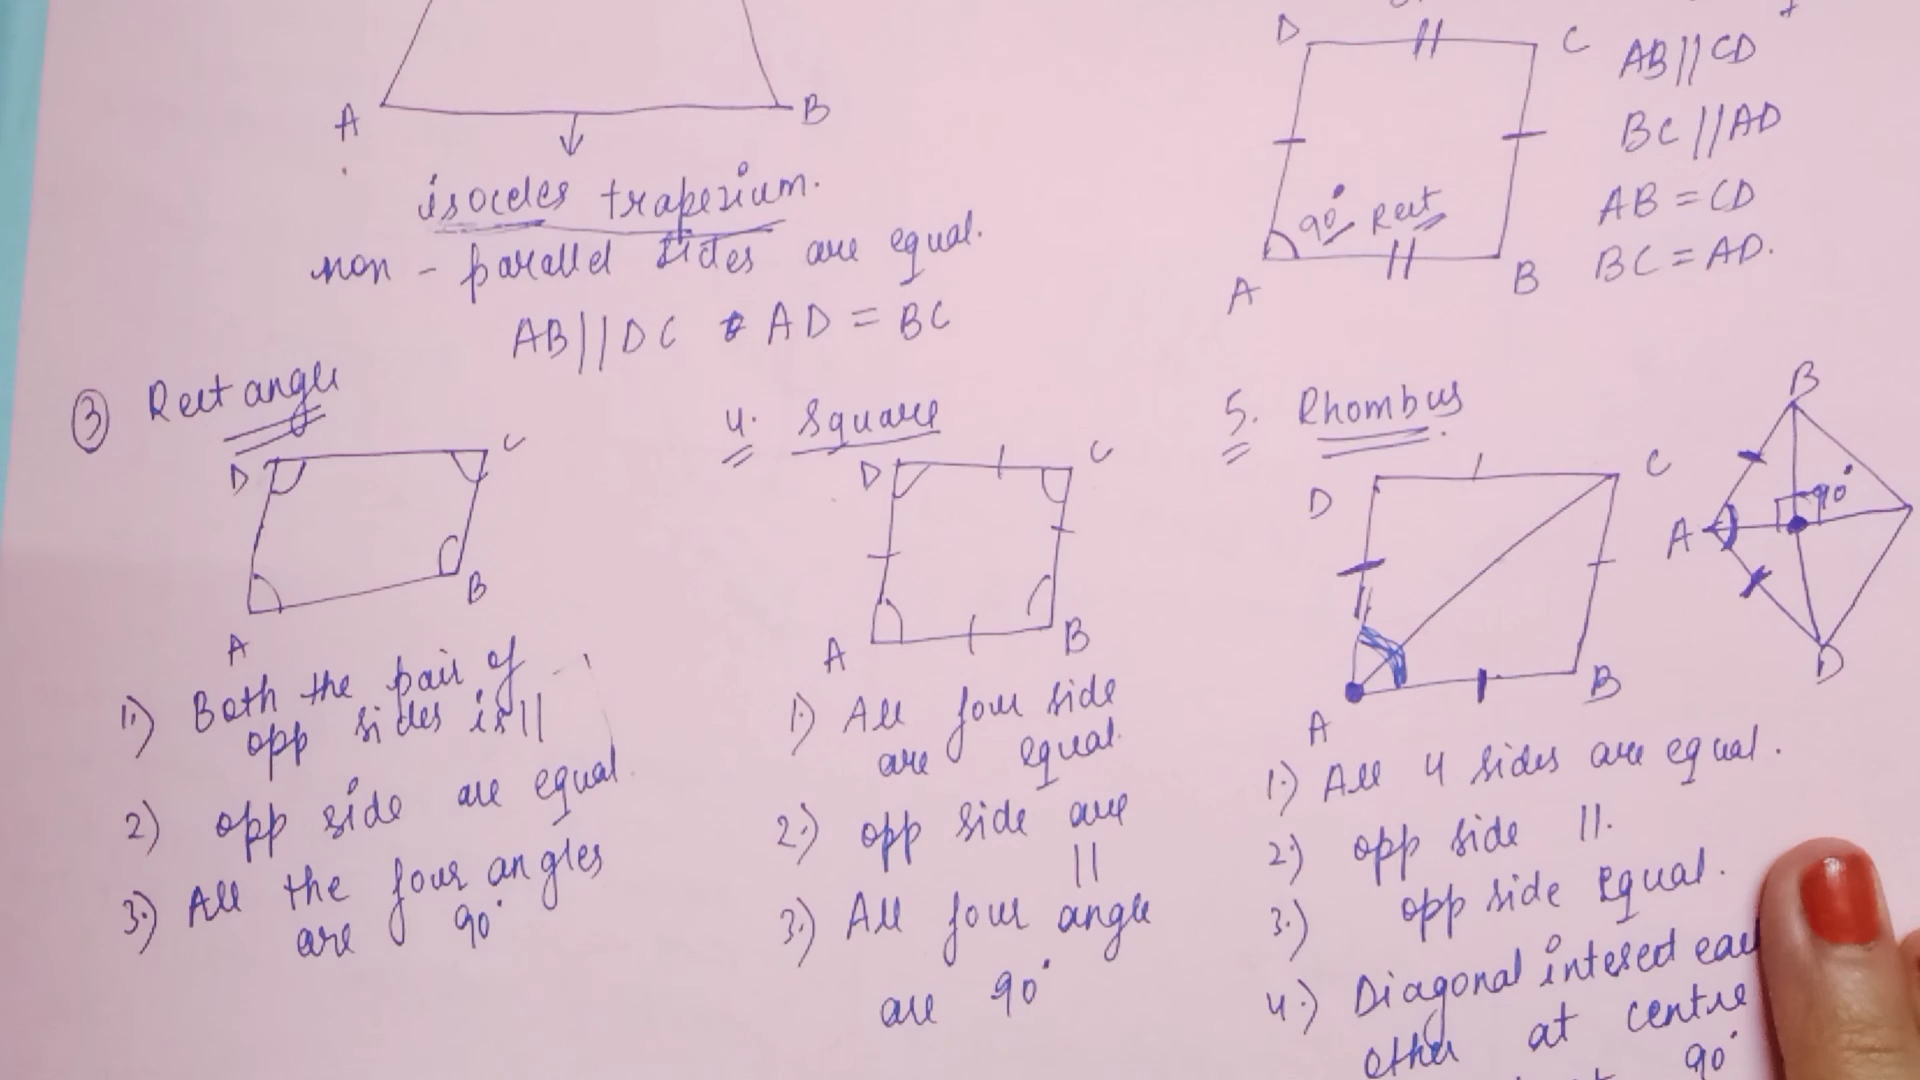 A B
isoceles trapezium.
non - parallel sides are equal.
AB||DC & AD = BC
D C
90° Rect
A B
AB||CD
BC||AD
AB = CD
BC = AD.
3 Rectangle
D C
A B
1.) Both the pair of
opp sides is ||
2) opp side are equal.
3.) All the four angles
are 90°
4. Square
D C
A B
1.) All four side
are equal.
2.) opp side are
||
3.) All four angle
are 90°
5. Rhombus
D C
A B
B
A 90°
D
1.) All 4 sides are equal.
2.) opp side ||.
3.) opp side equal.
4.) Diagonal intesect
other at centre
90°